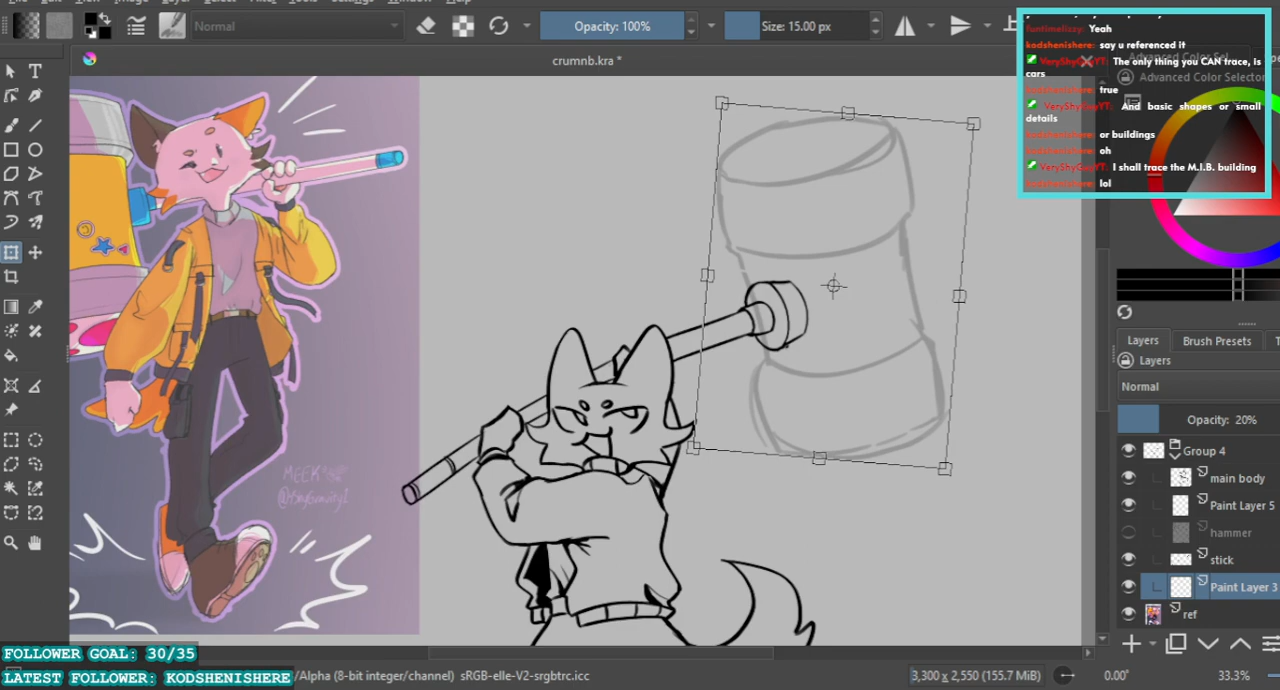 Normal
Opacity: 100%
Size: 15.00 px
crumnb.kra *
funtimelizzy: Yeah
kodshenishere: say u referenced it
VeryShyGuyYT: The only thing you CAN trace, is
cars
kodshenishere: true
VeryShyGuyYT: And basic shapes or small
details
kodshenishere: or buildings
kodshenishere: oh
VeryShyGuyYT: I shall trace the M.I.B. building
kodshenishere: lol
Advanced Color Sel
Advanced Color Selector
Layers
Brush Presets
Layers
Normal
Opacity: 20%
Group 4
main body
Paint Layer 5
hammer
stick
Paint Layer 3
ref
MEEK
FOLLOWER GOAL: 30/35
LATEST FOLLOWER: KODSHENISHERE
/Alpha (8-bit integer/channel) sRGB-elle-V2-srgbtrc.icc
3,300 x 2,550 (155.7 MiB)
0.00°
33.3%